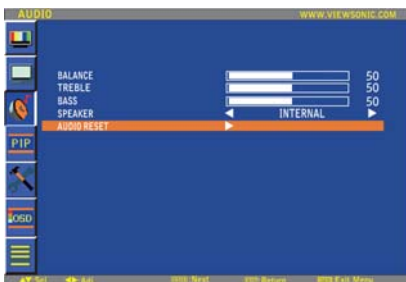 AUDIO WWW.VIEWSONIC.COM
BALANCE 50
TREBLE 50
BASS 50
SPEAKER INTERNAL
AUDIO RESET
PIP
OSD
Sel Adj Next Return Exit Menu